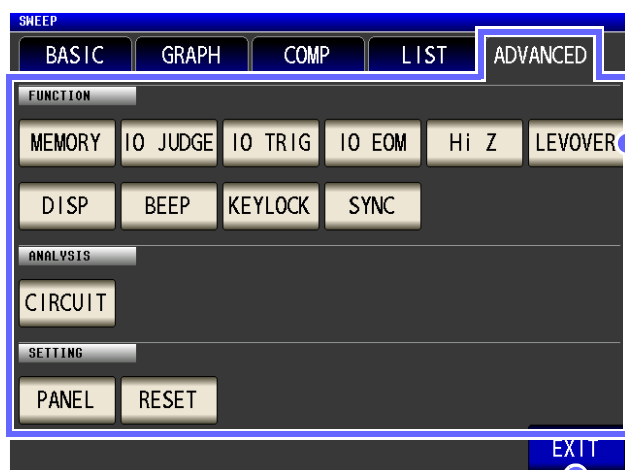 SWEEP
BASIC GRAPH COMP LIST ADVANCED
FUNCTION
MEMORY IO JUDGE IO TRIG IO EOM Hi Z LEVOVER
DISP BEEP KEYLOCK SYNC
ANALYSIS
CIRCUIT
SETTING
PANEL RESET
EXIT